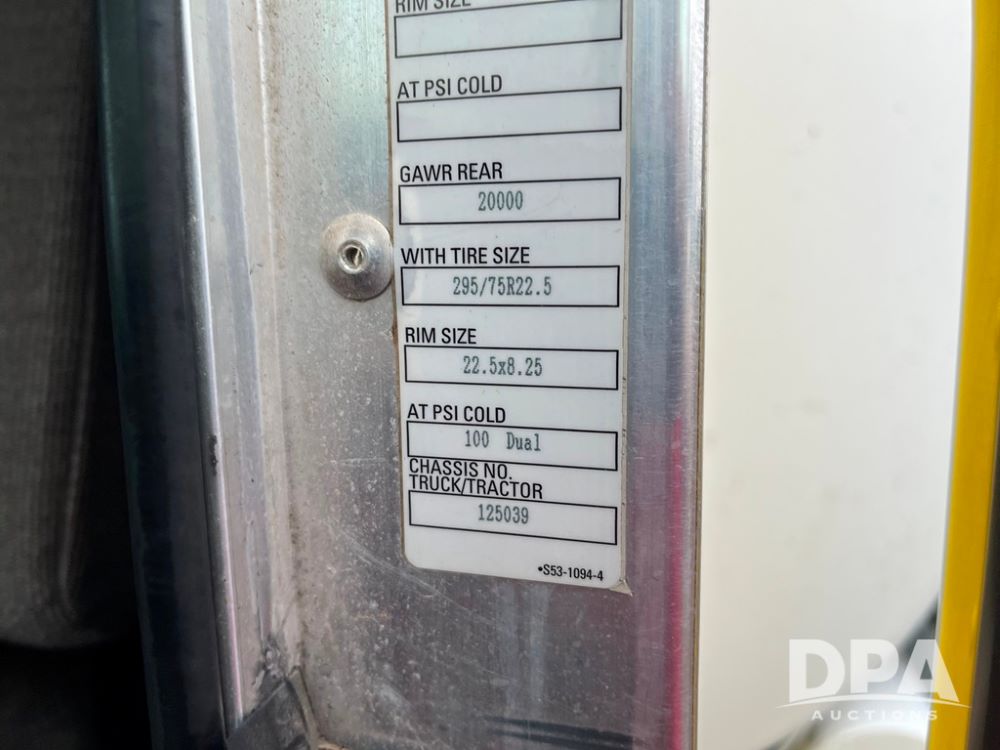 RIM SIZE
AT PSI COLD
GAWR REAR
20000
WITH TIRE SIZE
295/75R22.5
RIM SIZE
22.5x8.25
AT PSI COLD
100 Dual
CHASSIS NO.
TRUCK/TRACTOR
125039
•S53-1094-4
DPA
AUCTIONS